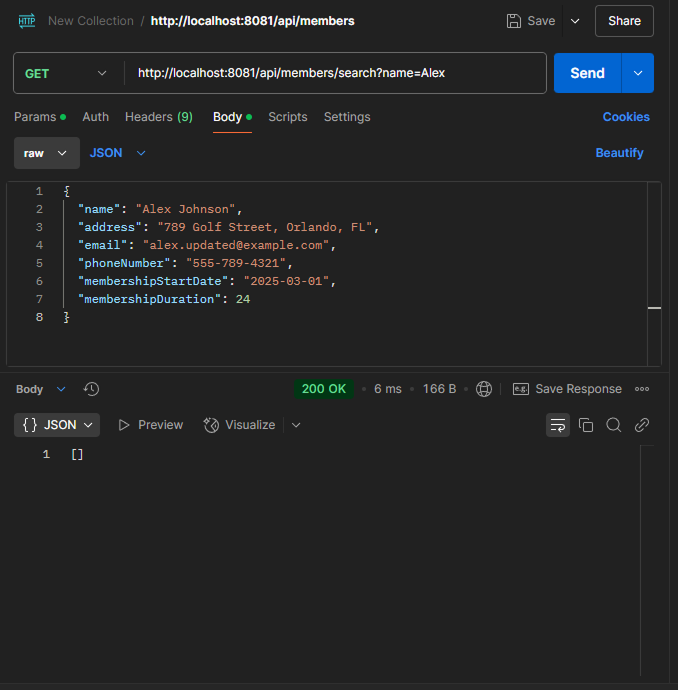 HTTP New Collection / http://localhost:8081/api/members Save Share
GET http://localhost:8081/api/members/search?name=Alex Send
Params Auth Headers (9) Body Scripts Settings Cookies
raw JSON Beautify
1 {
2 "name": "Alex Johnson",
3 "address": "789 Golf Street, Orlando, FL",
4 "email": "alex.updated@example.com",
5 "phoneNumber": "555-789-4321",
6 "membershipStartDate": "2025-03-01",
7 "membershipDuration": 24
8 }
Body 200 OK • 6 ms • 166 B • e.g. Save Response
{} JSON Preview Visualize
1 []